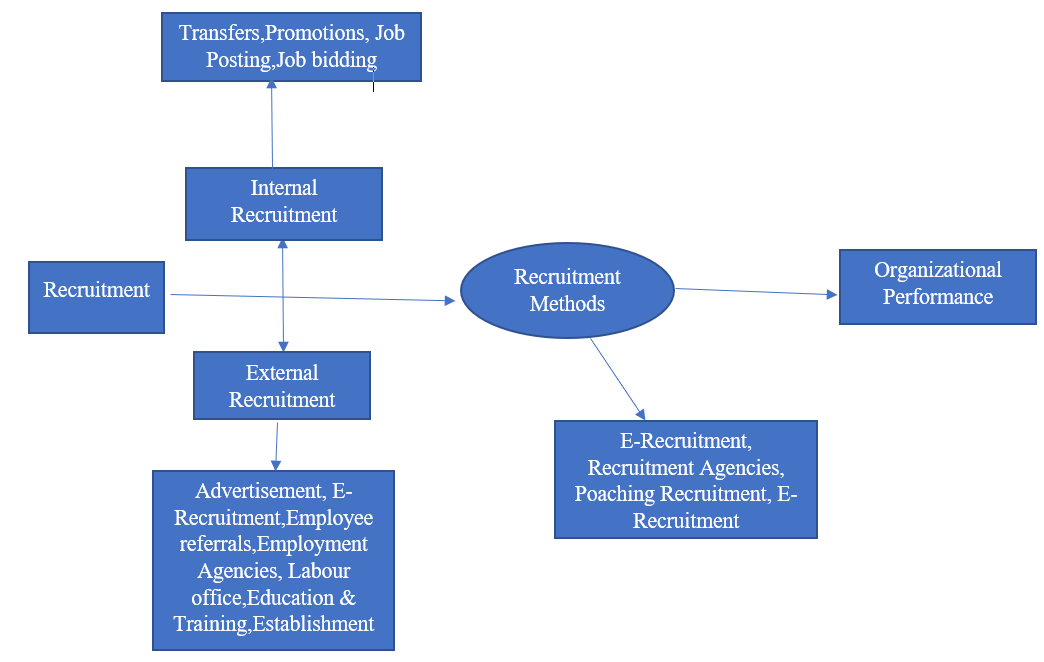 Transfers,Promotions, Job
Posting,Job bidding
Internal
Recruitment
Recruitment
Recruitment
Methods
Organizational
Performance
External
Recruitment
E-Recruitment,
Recruitment Agencies,
Poaching Recruitment, E-
Recruitment
Advertisement, E-
Recruitment,Employee
referrals,Employment
Agencies, Labour
office,Education &
Training,Establishment